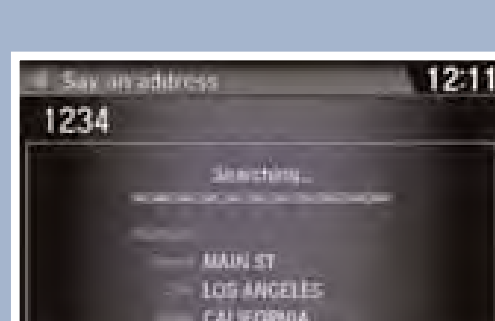 Say an address 12:11
1234
Searching...
MAIN ST
LOS ANGELES
CALIFORNIA